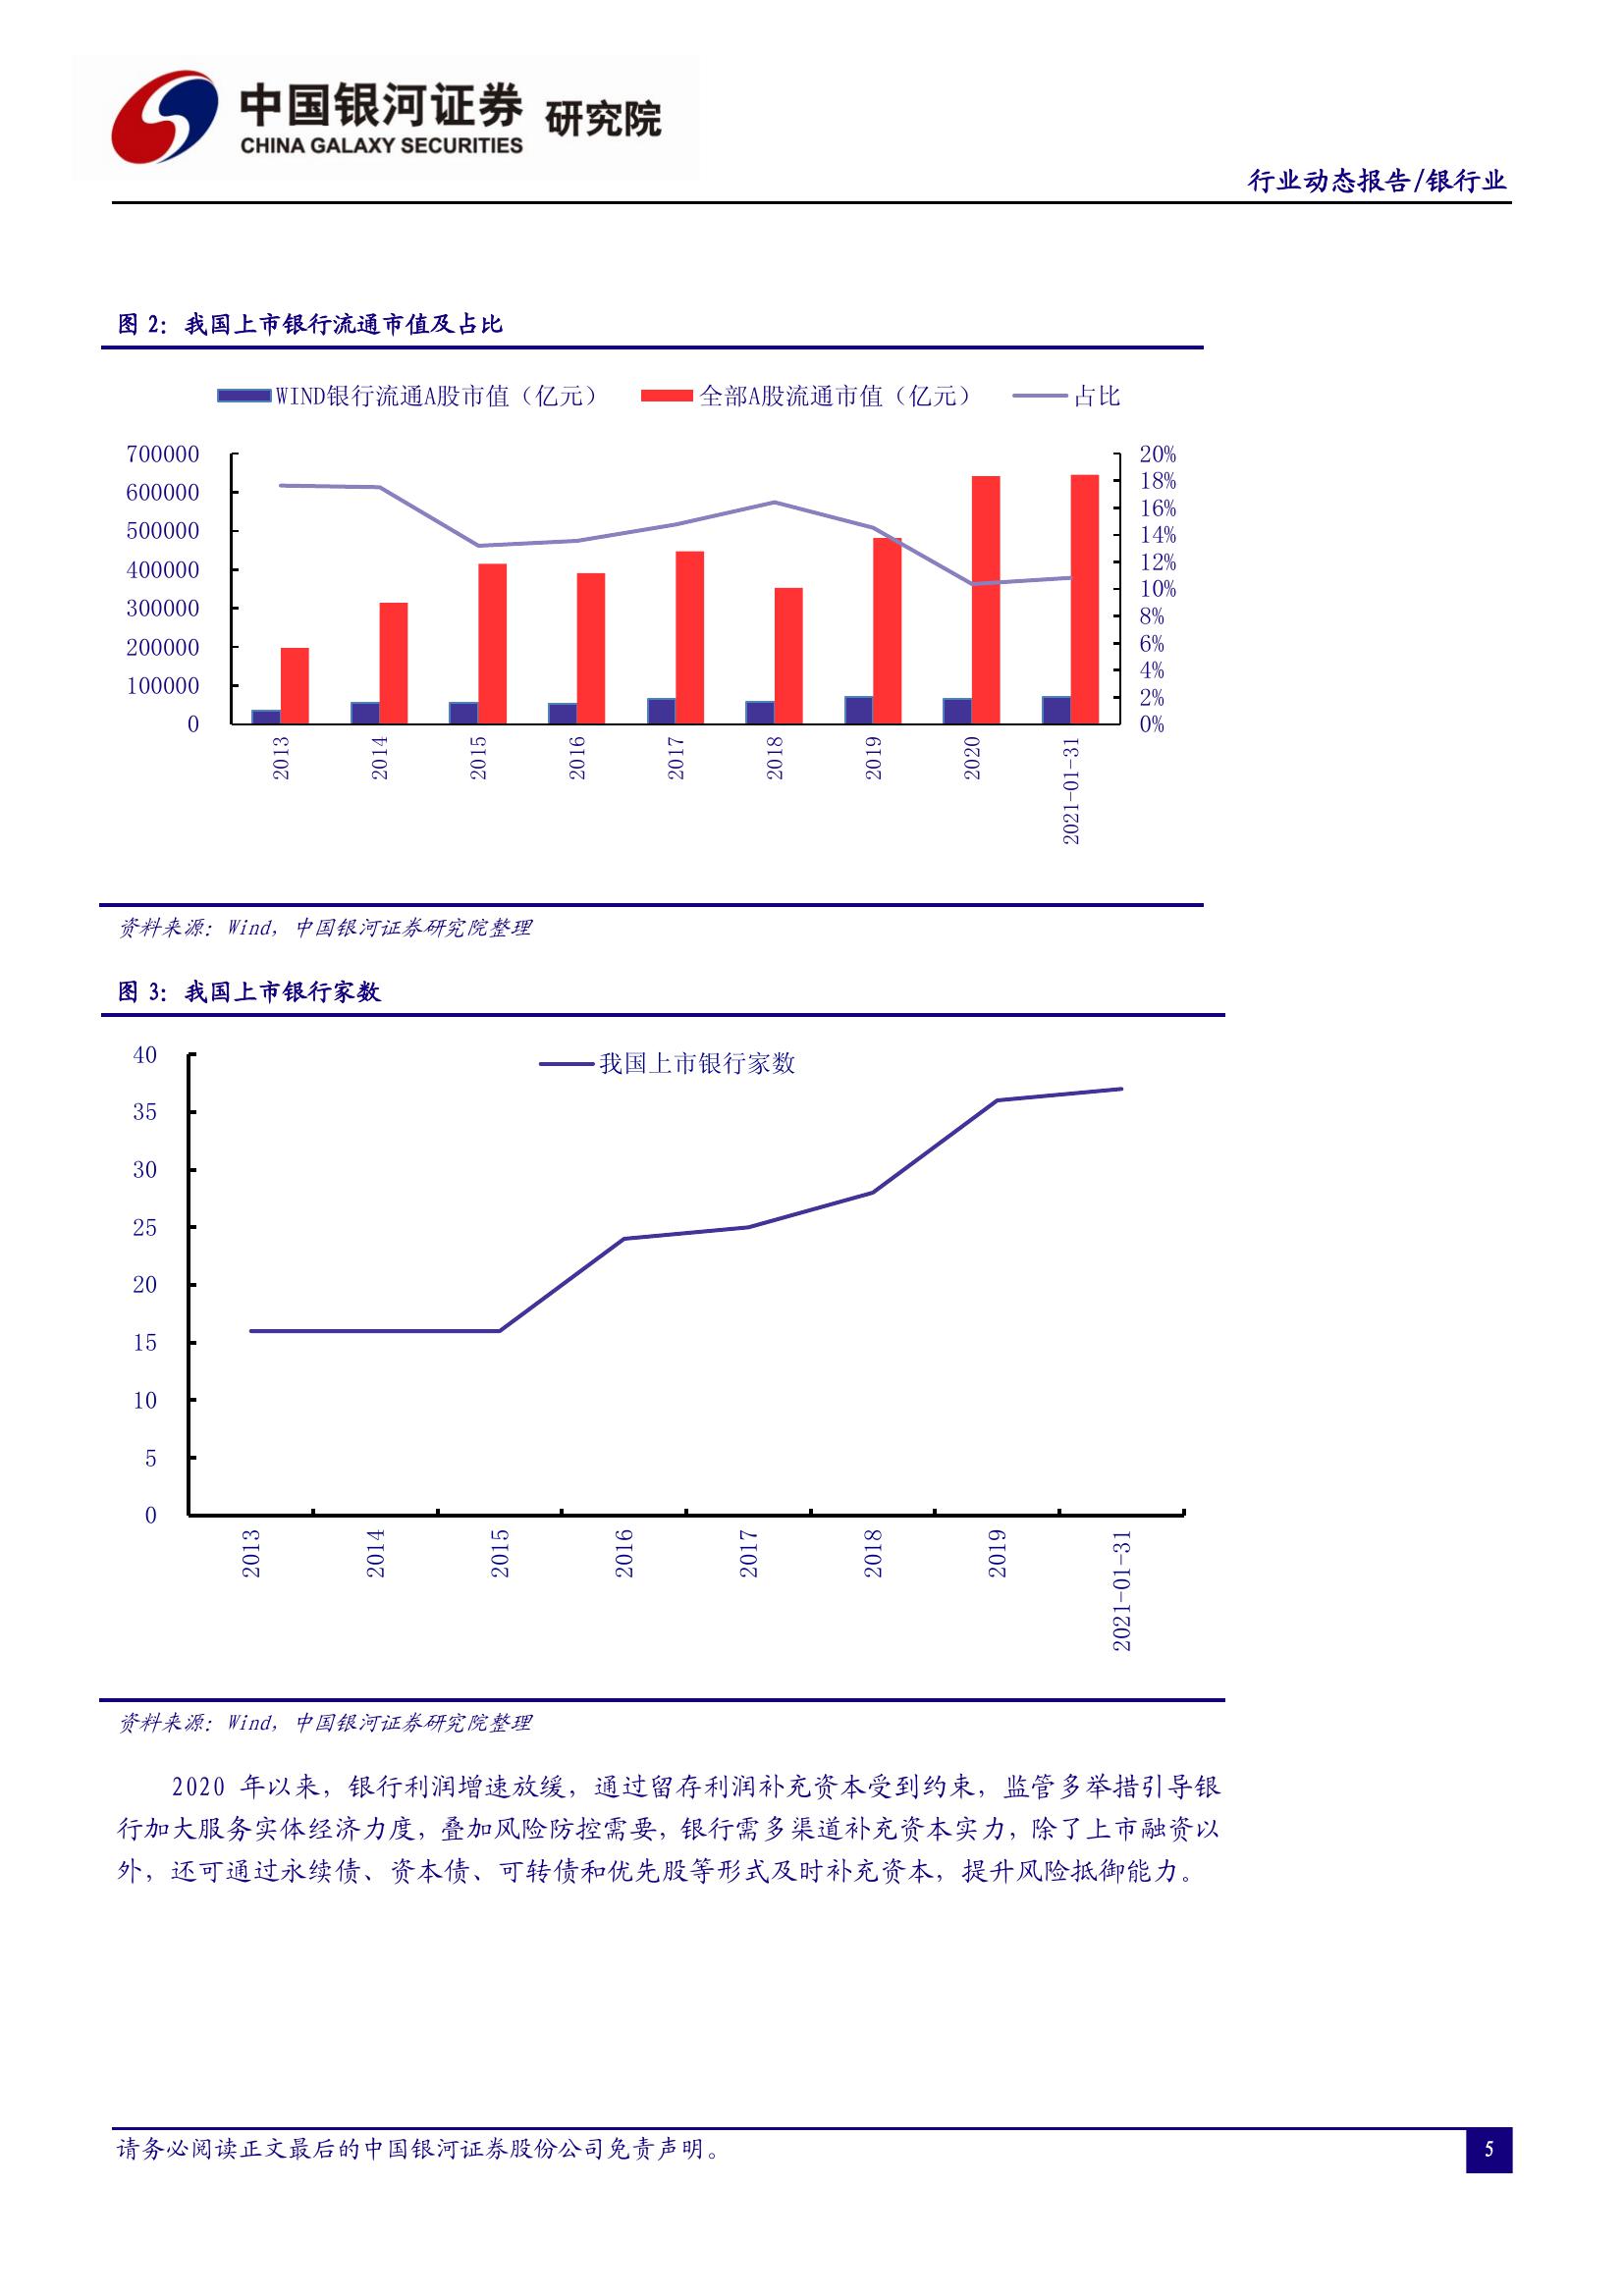 中国银河证券 研究院
CHINA GALAXY SECURITIES
行业动态报告/银行业
图 2：我国上市银行流通市值及占比
WIND银行流通A股市值（亿元） 全部A股流通市值（亿元） 占比
700000 20%
600000 18%
500000 16%
400000 14%
300000 12%
200000 10%
100000 8%
0 6%
4%
2%
0%
2013 2014 2015 2016 2017 2018 2019 2020 2021-01-31
资料来源：Wind，中国银河证券研究院整理
图 3：我国上市银行家数
我国上市银行家数
40
35
30
25
20
15
10
5
0
2013 2014 2015 2016 2017 2018 2019 2021-01-31
资料来源：Wind，中国银河证券研究院整理
2020 年以来，银行利润增速放缓，通过留存利润补充资本受到约束，监管多举措引导银
行加大服务实体经济力度，叠加风险防控需要，银行需多渠道补充资本实力，除了上市融资以
外，还可通过永续债、资本债、可转债和优先股等形式及时补充资本，提升风险抵御能力。
请务必阅读正文最后的中国银河证券股份公司免责声明。
5